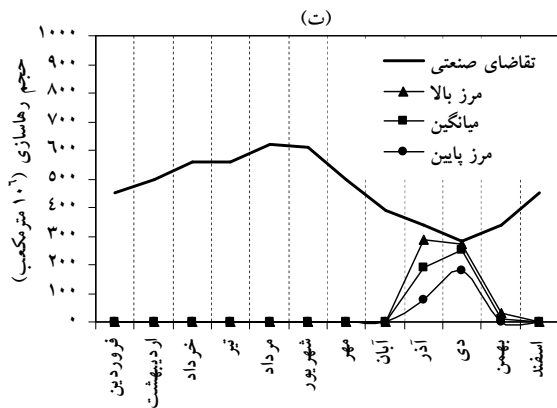 (ت)
حجم رهاسازی (۱۰^۶ مترمکعب)
۱۰۰۰
۹۰۰
۸۰۰
۷۰۰
۶۰۰
۵۰۰
۴۰۰
۳۰۰
۲۰۰
۱۰۰
۰
تقاضای صنعتی
مرز بالا
میانگین
مرز پایین
فروردین
اردیبهشت
خرداد
تیر
مرداد
شهریور
مهر
آبان
آذر
دی
بهمن
اسفند